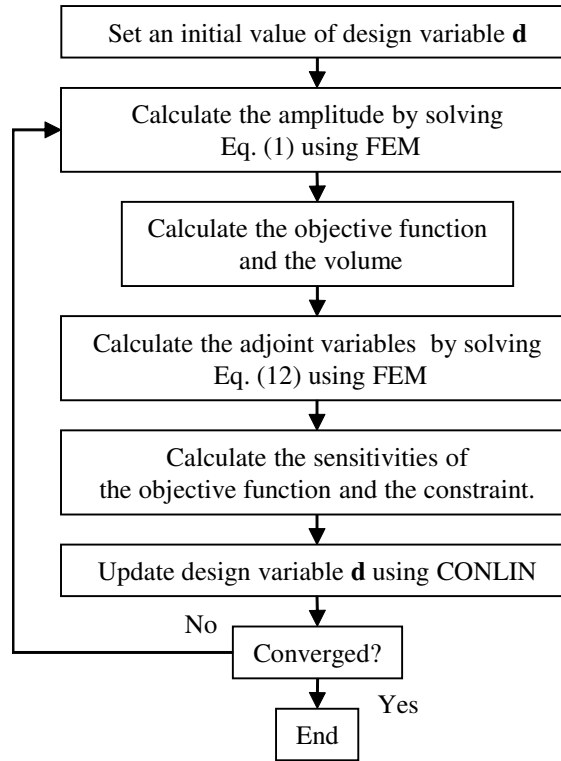 Set an initial value of design variable d
Calculate the amplitude by solving
Eq. (1) using FEM
Calculate the objective function
and the volume
Calculate the adjoint variables by solving
Eq. (12) using FEM
Calculate the sensitivities of
the objective function and the constraint.
Update design variable d using CONLIN
No
Converged?
Yes
End